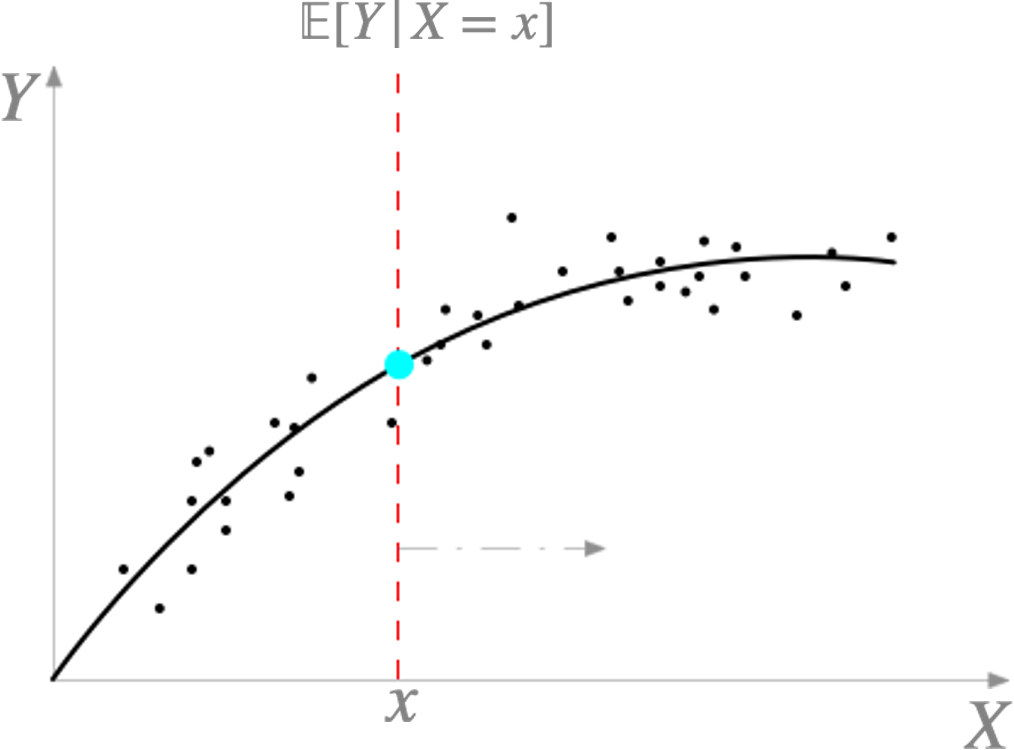 𝔼[Y|X = x]
Y
x
X